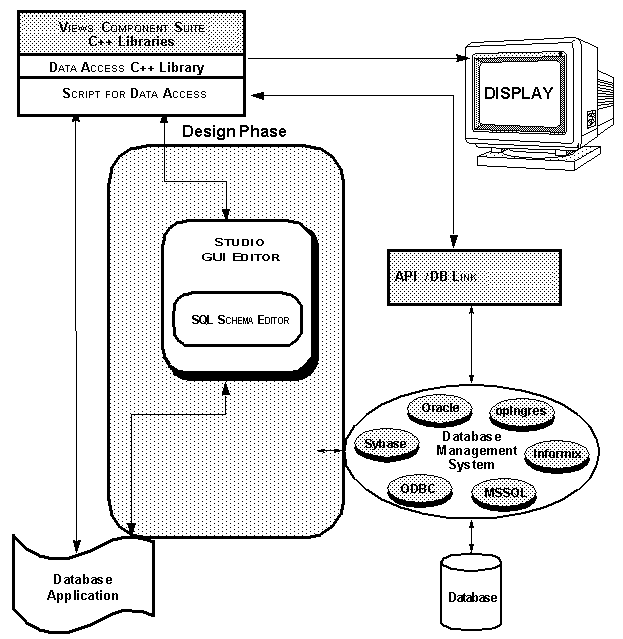 VIEWS COMPONENT SUITE
C++ Libraries
DATA ACCESS C++ LIBRARY
SCRIPT FOR DATA ACCESS
DISPLAY
Design Phase
STUDIO
GUI EDITOR
SQL SCHEMA EDITOR
API /DB LINK
Oracle
opIngres
Sybase
Database
Management
System
Informix
ODBC
MSSQL
Database
Application
Database